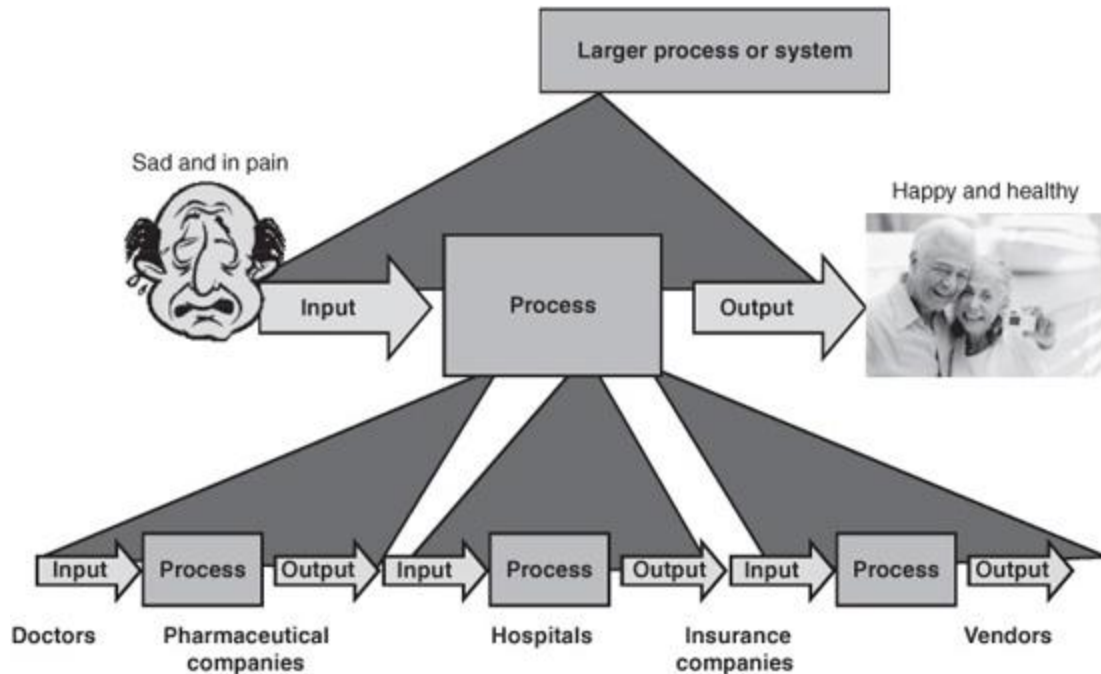 Larger process or system
Sad and in pain
Happy and healthy
Input
Process
Output
Input
Process
Output
Input
Process
Output
Input
Process
Output
Doctors
Pharmaceutical
companies
Hospitals
Insurance
companies
Vendors